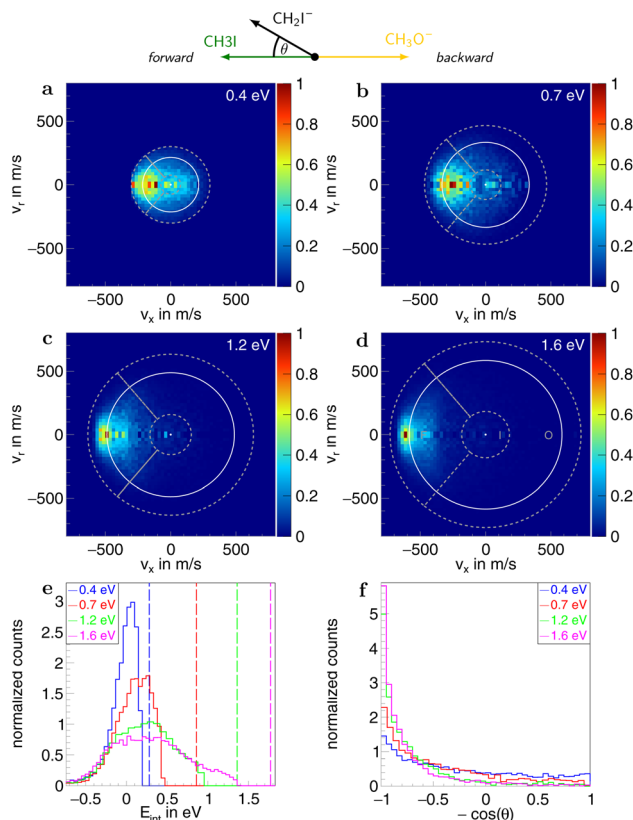 CH₂I⁻
CH3I
CH₃O⁻
forward
θ
backward
a
0.4 eV
b
0.7 eV
500
0
−500
vᵣ in m/s
−500 0 500
vₓ in m/s
1
0.8
0.6
0.4
0.2
0
500
0
−500
vᵣ in m/s
−500 0 500
vₓ in m/s
1
0.8
0.6
0.4
0.2
0
c
1.2 eV
d
1.6 eV
500
0
−500
vᵣ in m/s
−500 0 500
vₓ in m/s
1
0.8
0.6
0.4
0.2
0
500
0
−500
vᵣ in m/s
−500 0 500
vₓ in m/s
1
0.8
0.6
0.4
0.2
0
e
0.4 eV
0.7 eV
1.2 eV
1.6 eV
normalized counts
3
2.5
2
1.5
1
0.5
0
−0.5 0 0.5 1 1.5
E_int in eV
f
0.4 eV
0.7 eV
1.2 eV
1.6 eV
normalized counts
5
4
3
2
1
0
−1 −0.5 0 0.5 1
− cos(θ)